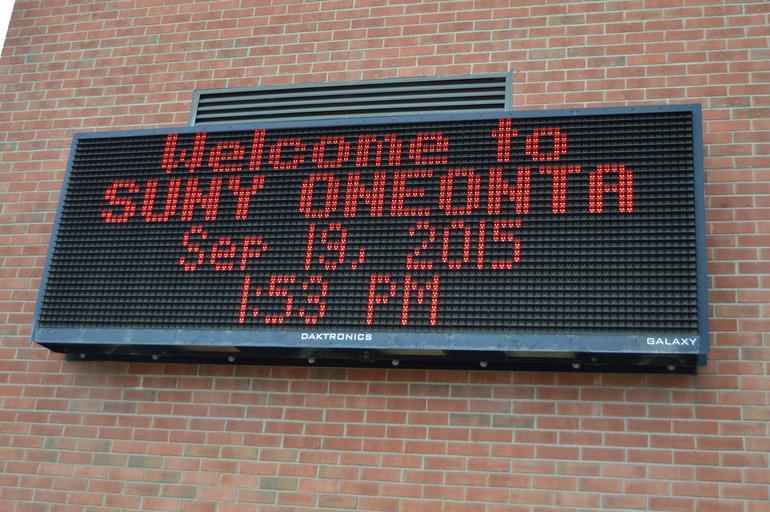 Welcome to
SUNY ONEONTA
Sep 19, 2015
1:53 PM
DAKTRONICS
GALAXY